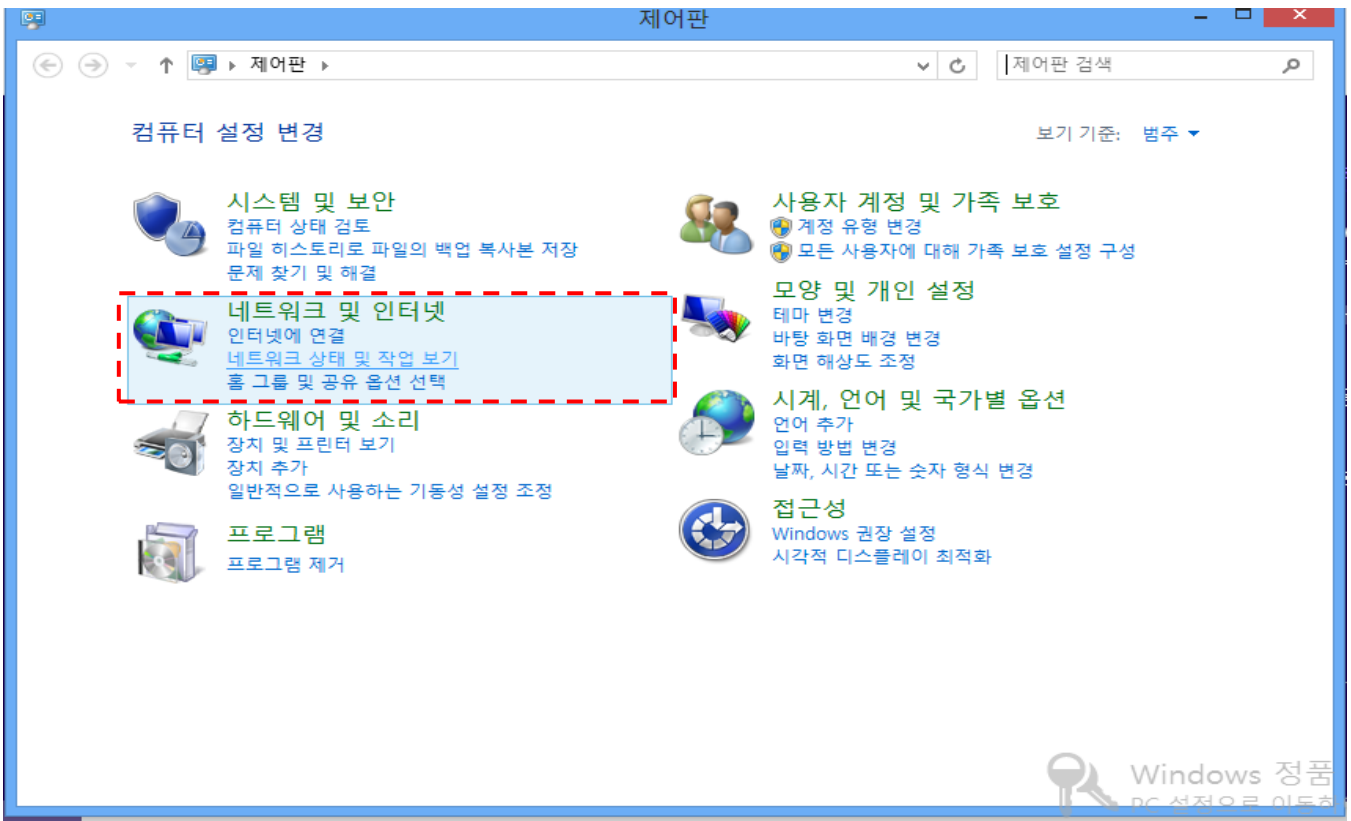 제어판
제어판
제어판 검색
컴퓨터 설정 변경
보기 기준: 범주
시스템 및 보안
컴퓨터 상태 검토
파일 히스토리로 파일의 백업 복사본 저장
문제 찾기 및 해결
네트워크 및 인터넷
인터넷에 연결
네트워크 상태 및 작업 보기
홈 그룹 및 공유 옵션 선택
하드웨어 및 소리
장치 및 프린터 보기
장치 추가
일반적으로 사용하는 기동성 설정 조정
프로그램
프로그램 제거
사용자 계정 및 가족 보호
계정 유형 변경
모든 사용자에 대해 가족 보호 설정 구성
모양 및 개인 설정
테마 변경
바탕 화면 배경 변경
화면 해상도 조정
시계, 언어 및 국가별 옵션
언어 추가
입력 방법 변경
날짜, 시간 또는 숫자 형식 변경
접근성
Windows 권장 설정
시각적 디스플레이 최적화
Windows 정품
PC 설정으로